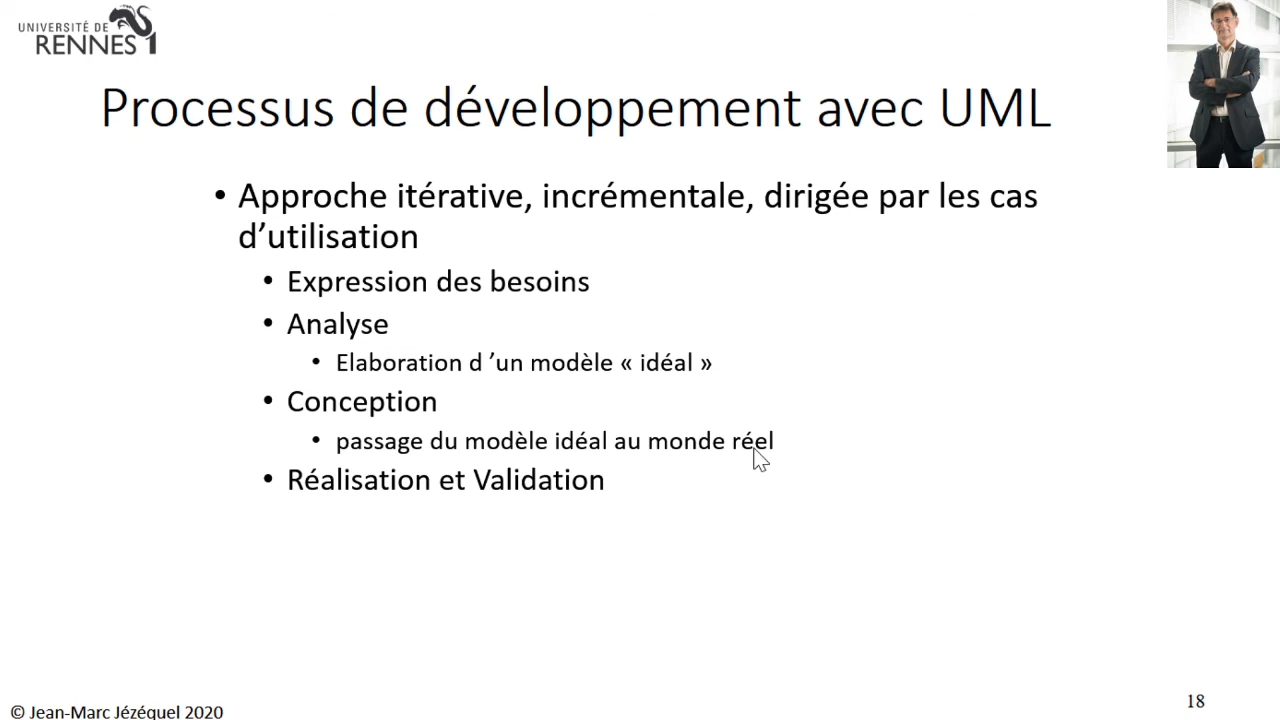 UNIVERSITÉ DE
RENNES 1
Processus de développement avec UML
• Approche itérative, incrémentale, dirigée par les cas
d’utilisation
• Expression des besoins
• Analyse
• Elaboration d ’un modèle « idéal »
• Conception
• passage du modèle idéal au monde réel
• Réalisation et Validation
18
© Jean-Marc Jézéquel 2020